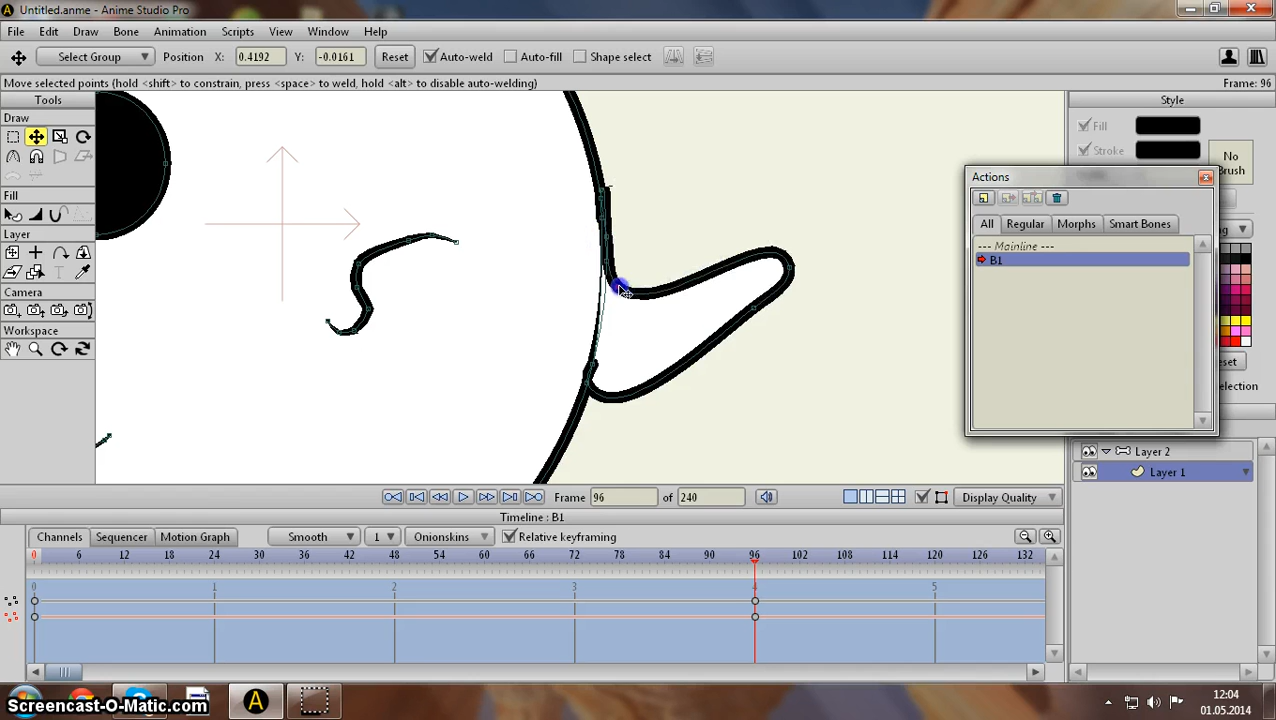 Untitled.anme - Anime Studio Pro
File Edit Draw Bone Animation Scripts View Window Help
Select Group Position X: 0.4192 Y: -0.0161 Reset Auto-weld Auto-fill Shape select
Move selected points (hold <shift> to constrain, press <space> to weld, hold <alt> to disable auto-welding) Frame: 96
Tools
Draw
Fill
Layer
Camera
Workspace
Style
Fill
Stroke
No
Brush
Actions
All Regular Morphs Smart Bones
--- Mainline ---
B1
Layer 2
Layer 1
Frame 96 of 240 Display Quality
Timeline : B1
Channels Sequencer Motion Graph Smooth 1 Onionskins Relative keyframing
0 6 12 18 24 30 36 42 48 54 60 66 72 78 84 90 96 102 108 114 120 126 132
0 1 2 3 4 5
Screencast-O-Matic.com
12:04
01.05.2014